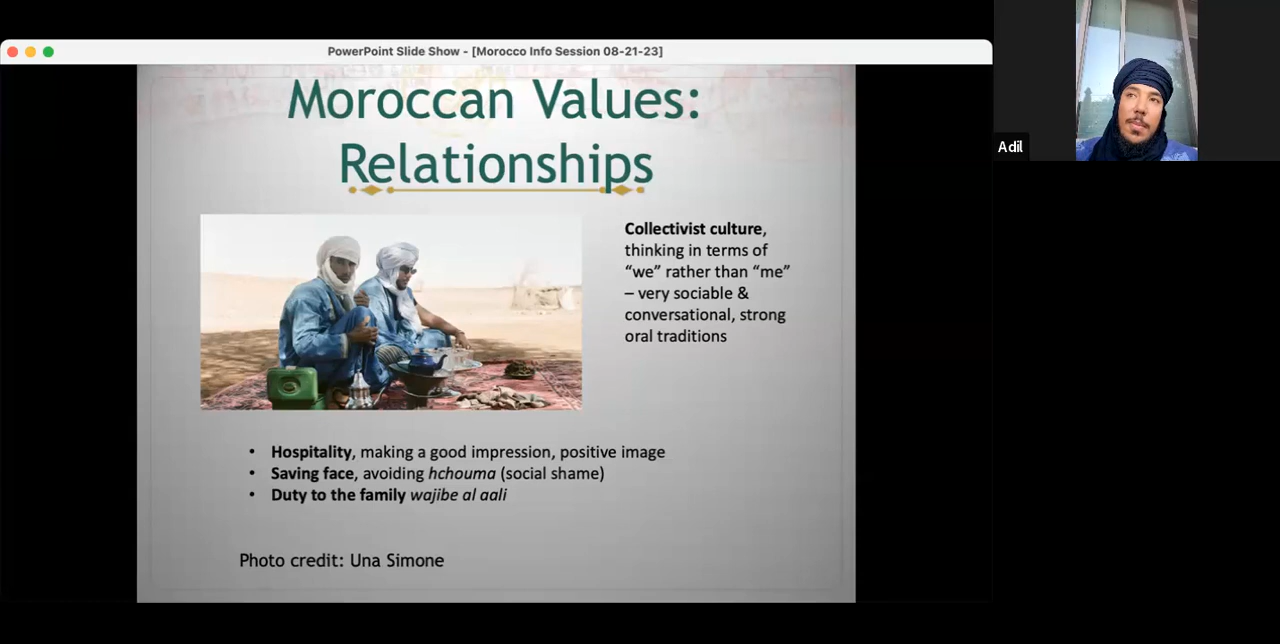 PowerPoint Slide Show - [Morocco Info Session 08-21-23]
Moroccan Values:
Relationships
Collectivist culture,
thinking in terms of
“we” rather than “me”
– very sociable &
conversational, strong
oral traditions
• Hospitality, making a good impression, positive image
• Saving face, avoiding hchouma (social shame)
• Duty to the family wajibe al aali
Photo credit: Una Simone
Adil